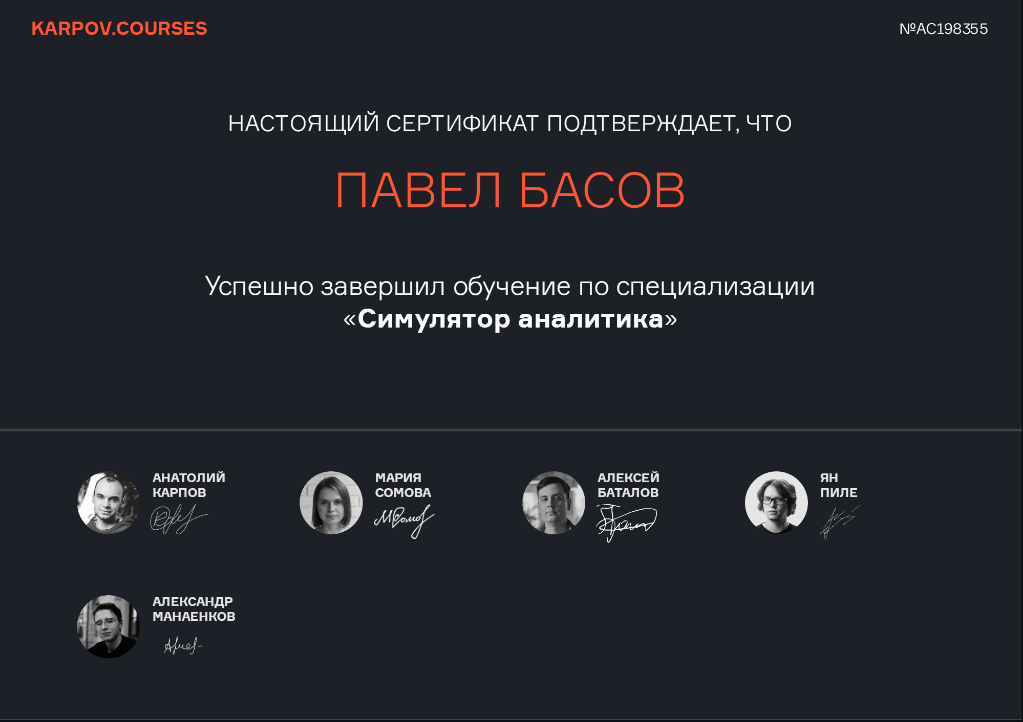 KARPOV.COURSES
№AC198355
НАСТОЯЩИЙ СЕРТИФИКАТ ПОДТВЕРЖДАЕТ, ЧТО
ПАВЕЛ БАСОВ
Успешно завершил обучение по специализации
«Симулятор аналитика»
АНАТОЛИЙ
КАРПОВ
МАРИЯ
СОМОВА
АЛЕКСЕЙ
БАТАЛОВ
ЯН
ПИЛЕ
АЛЕКСАНДР
МАНАЕНКОВ